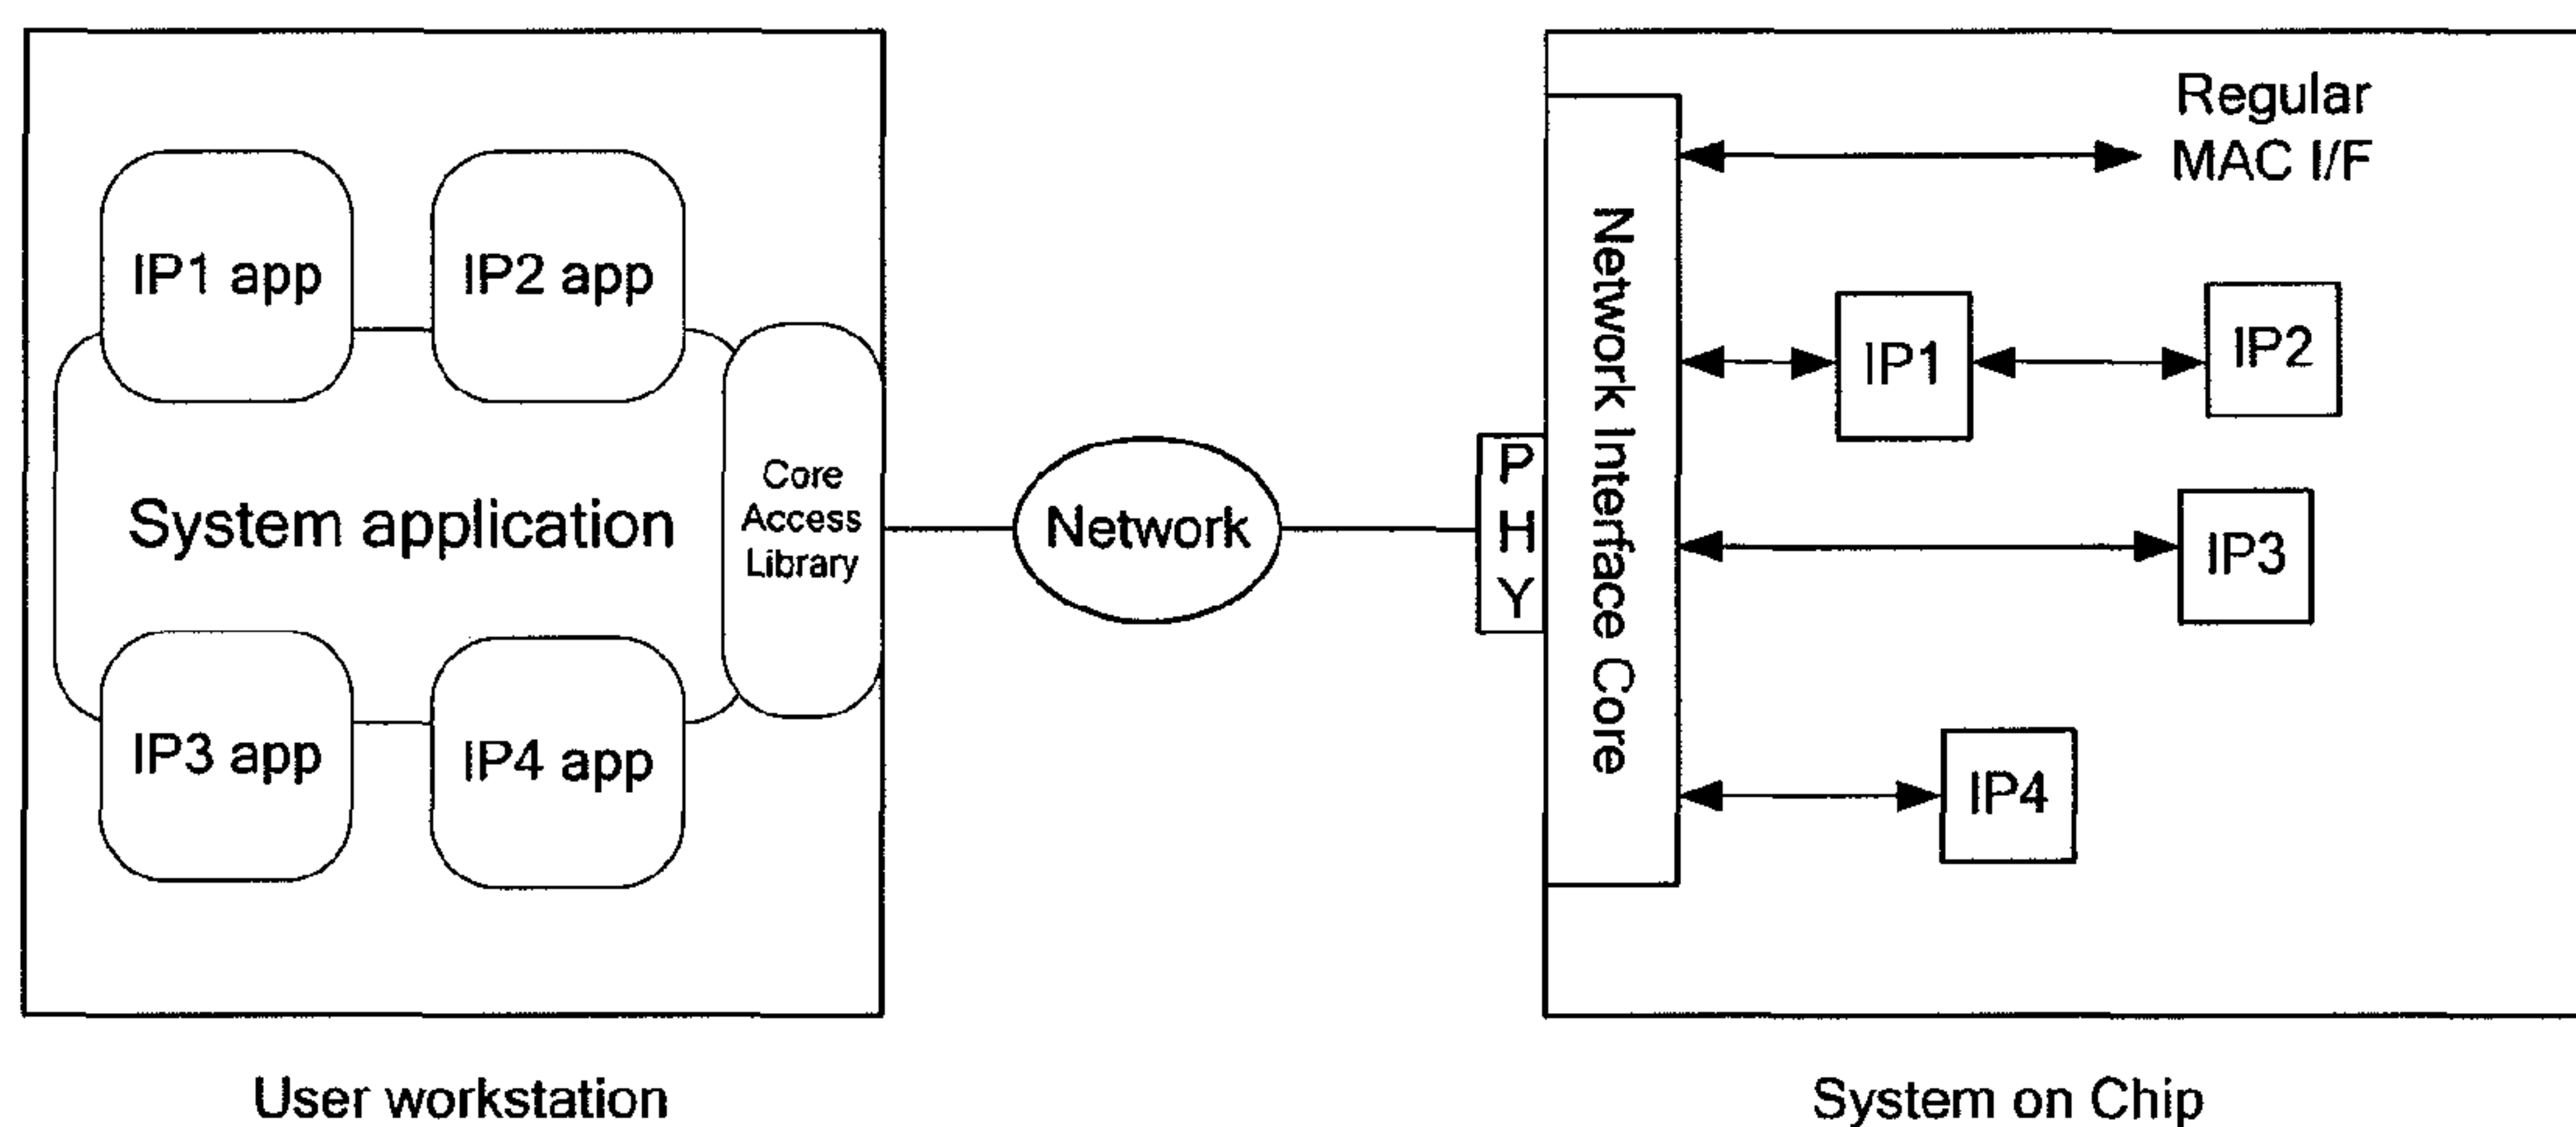 IP1 app
IP2 app
System application
Core
Access
Library
IP3 app
IP4 app
User workstation
Network
P
H
Y
Network Interface Core
Regular
MAC I/F
IP1
IP2
IP3
IP4
System on Chip